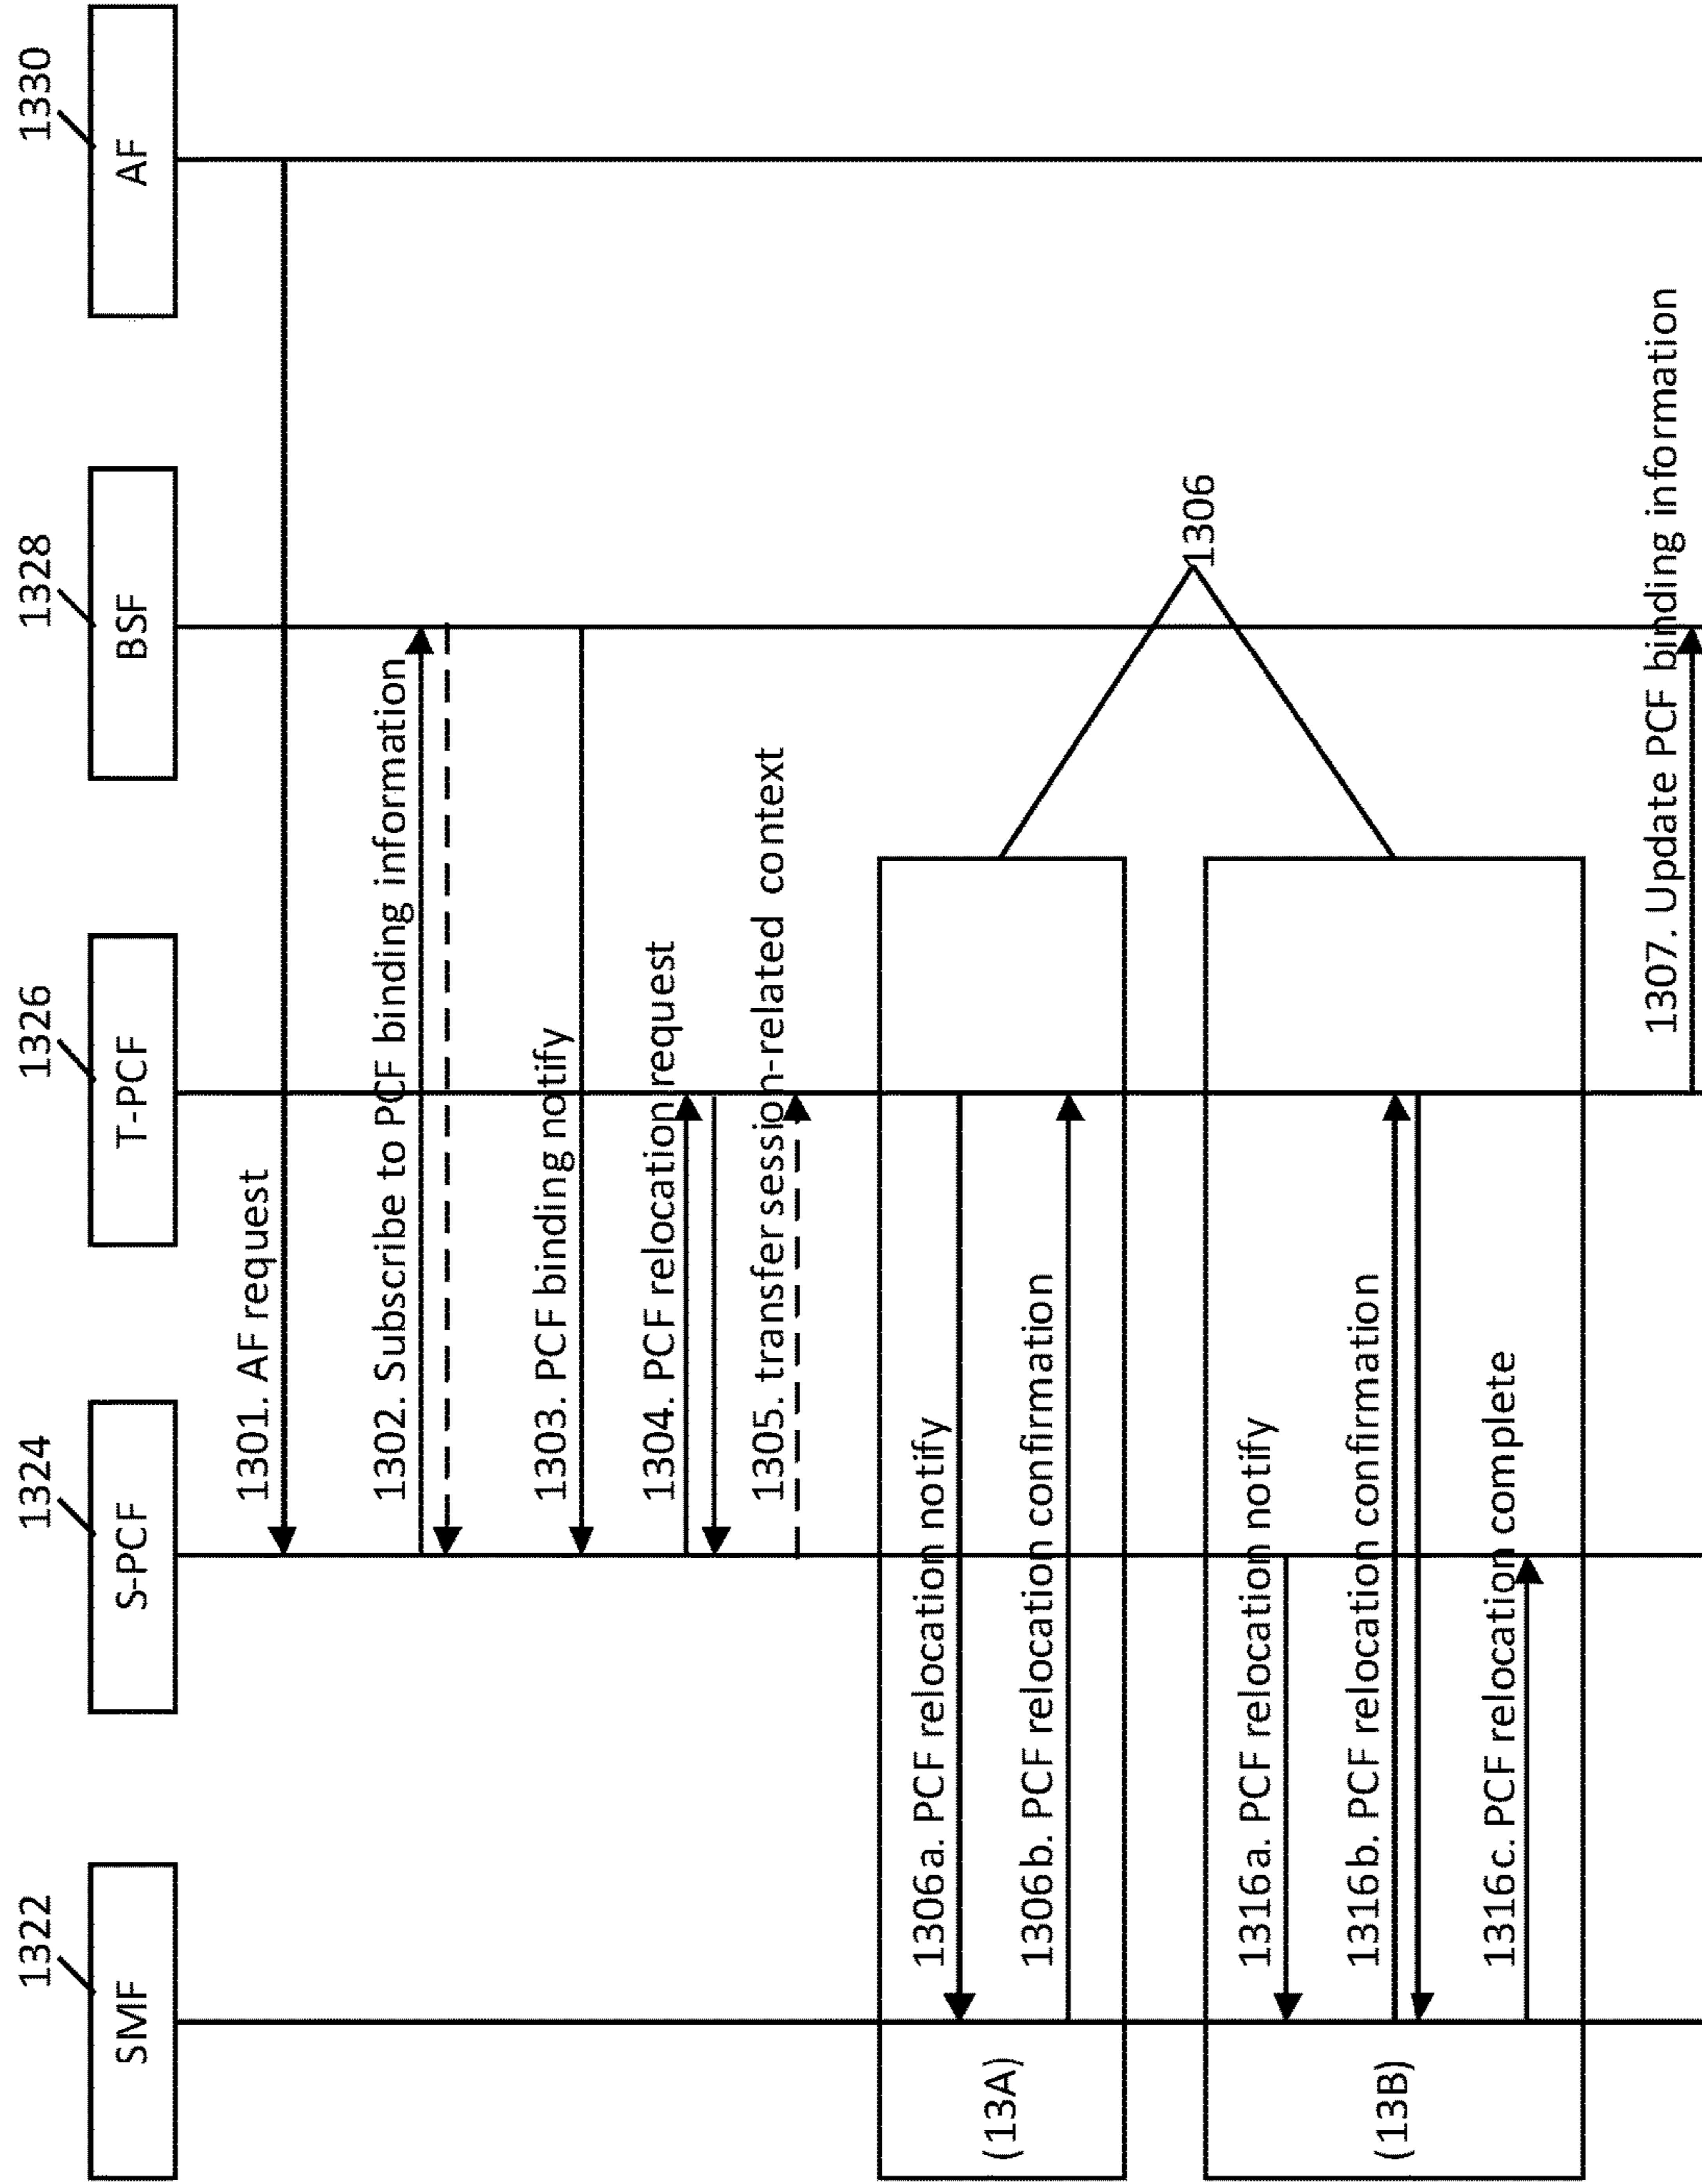 1322
1324
1326
1328
1330
SMF
S-PCF
T-PCF
BSF
AF
1301. AF request
1302. Subscribe to PCF binding information
1303. PCF binding notify
1304. PCF relocation request
1305. transfer session-related context
(13A)
1306a. PCF relocation notify
1306b. PCF relocation confirmation
1306
(13B)
1316a. PCF relocation notify
1316b. PCF relocation confirmation
1316c. PCF relocation complete
1307. Update PCF binding information